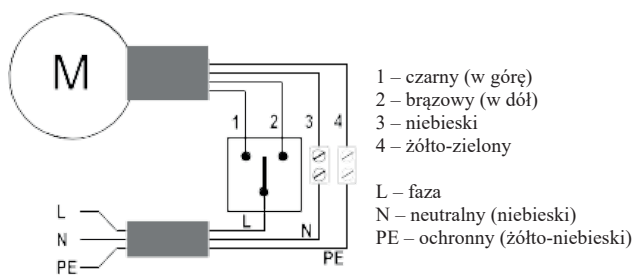 M
1 2 3 4
1 – czarny (w górę)
2 – brązowy (w dół)
3 – niebieski
4 – żółto-zielony
L – faza
N – neutralny (niebieski)
PE – ochronny (żółto-niebieski)
L
N
PE
L
N
PE